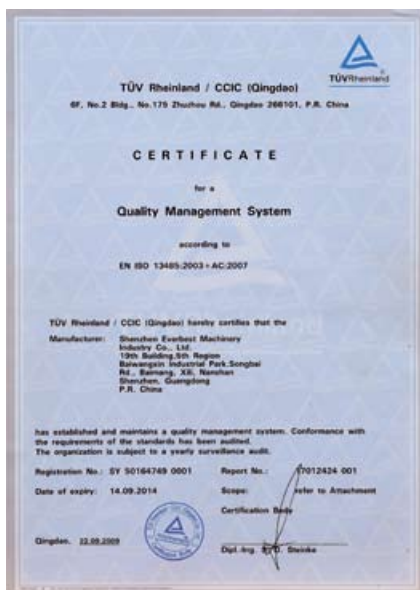 TÜVRheinland
TÜV Rheinland / CCIC (Qingdao)
6F, No.2 Bldg., No.175 Zhuzhou Rd., Qingdao 266101, P.R. China
CERTIFICATE
for a
Quality Management System
according to
EN ISO 13485:2003+AC:2007
TÜV Rheinland / CCIC (Qingdao) hereby certifies that the
Manufacturer: Shenzhen Everbest Machinery
Industry Co., Ltd.
19th Building,5th Region
Baiwangxin Industrial Park,Songbai
Rd., Baimang, Xili, Nanshan
Shenzhen, Guangdong
P.R. China
has established and maintains a quality management system. Conformance with
the requirements of the standards has been audited.
The organization is subject to a yearly surveillance audit.
Registration No.: SY 50164749 0001 Report No.: 17012424 001
Date of expiry: 14.09.2014 Scope: refer to Attachment
Certification Body
Qingdao, 22.09.2009
Dipl.-Ing. D. Steinke